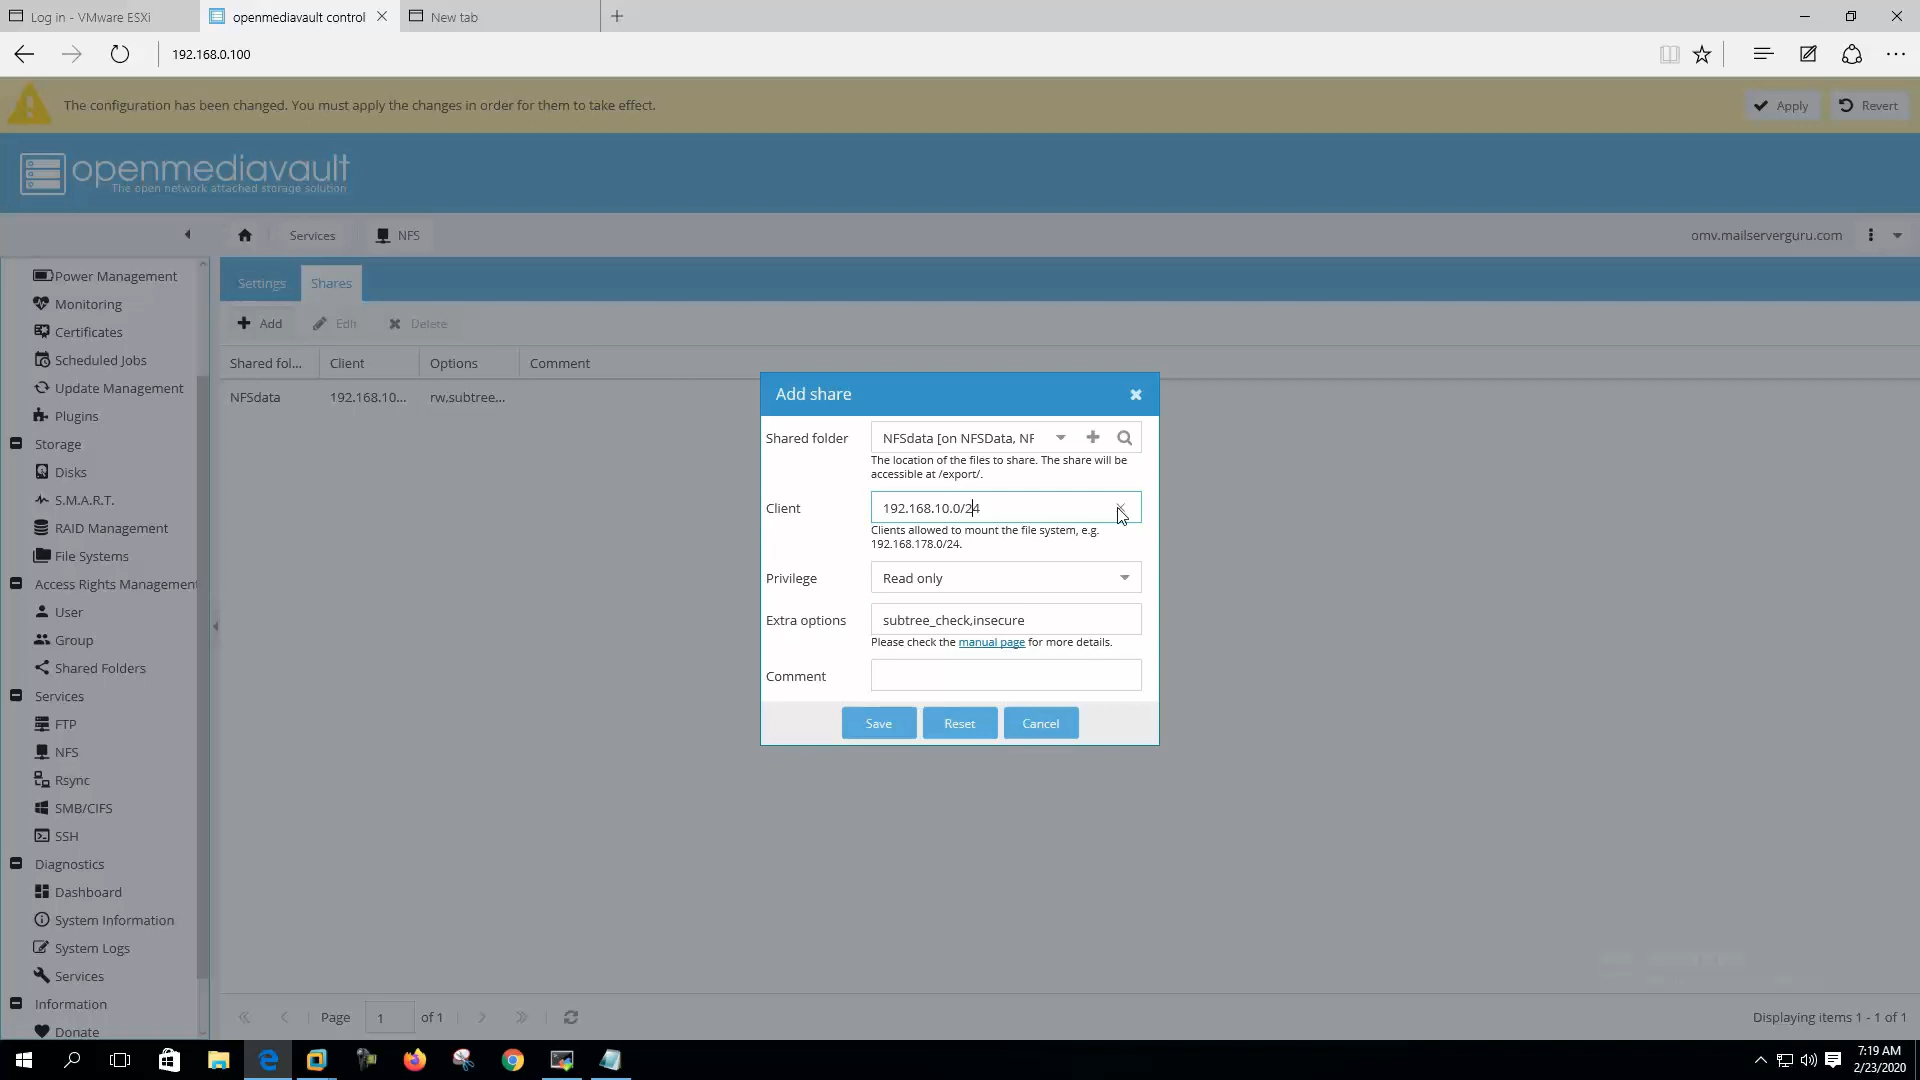 Log in - VMware ESXi
openmediavault control
New tab
192.168.0.100
The configuration has been changed. You must apply the changes in order for them to take effect.
Apply
Revert
openmediavault
The open network attached storage solution
Services
NFS
omv.mailserverguru.com
Power Management
Monitoring
Certificates
Scheduled Jobs
Update Management
Plugins
Storage
Disks
S.M.A.R.T.
RAID Management
File Systems
Access Rights Management
User
Group
Shared Folders
Services
FTP
NFS
Rsync
SMB/CIFS
SSH
Diagnostics
Dashboard
System Information
System Logs
Services
Information
Donate
Settings
Shares
Add
Edit
Delete
Shared fol...
Client
Options
Comment
NFSdata
192.168.10...
rw,subtree...
Add share
Shared folder
NFSdata [on NFSData, NF
The location of the files to share. The share will be
accessible at /export/.
Client
192.168.10.0/24
Clients allowed to mount the file system, e.g.
192.168.178.0/24.
Privilege
Read only
Extra options
subtree_check,insecure
Please check the manual page for more details.
Comment
Save
Reset
Cancel
Page
1
of 1
Displaying items 1 - 1 of 1
7:19 AM
2/23/2020